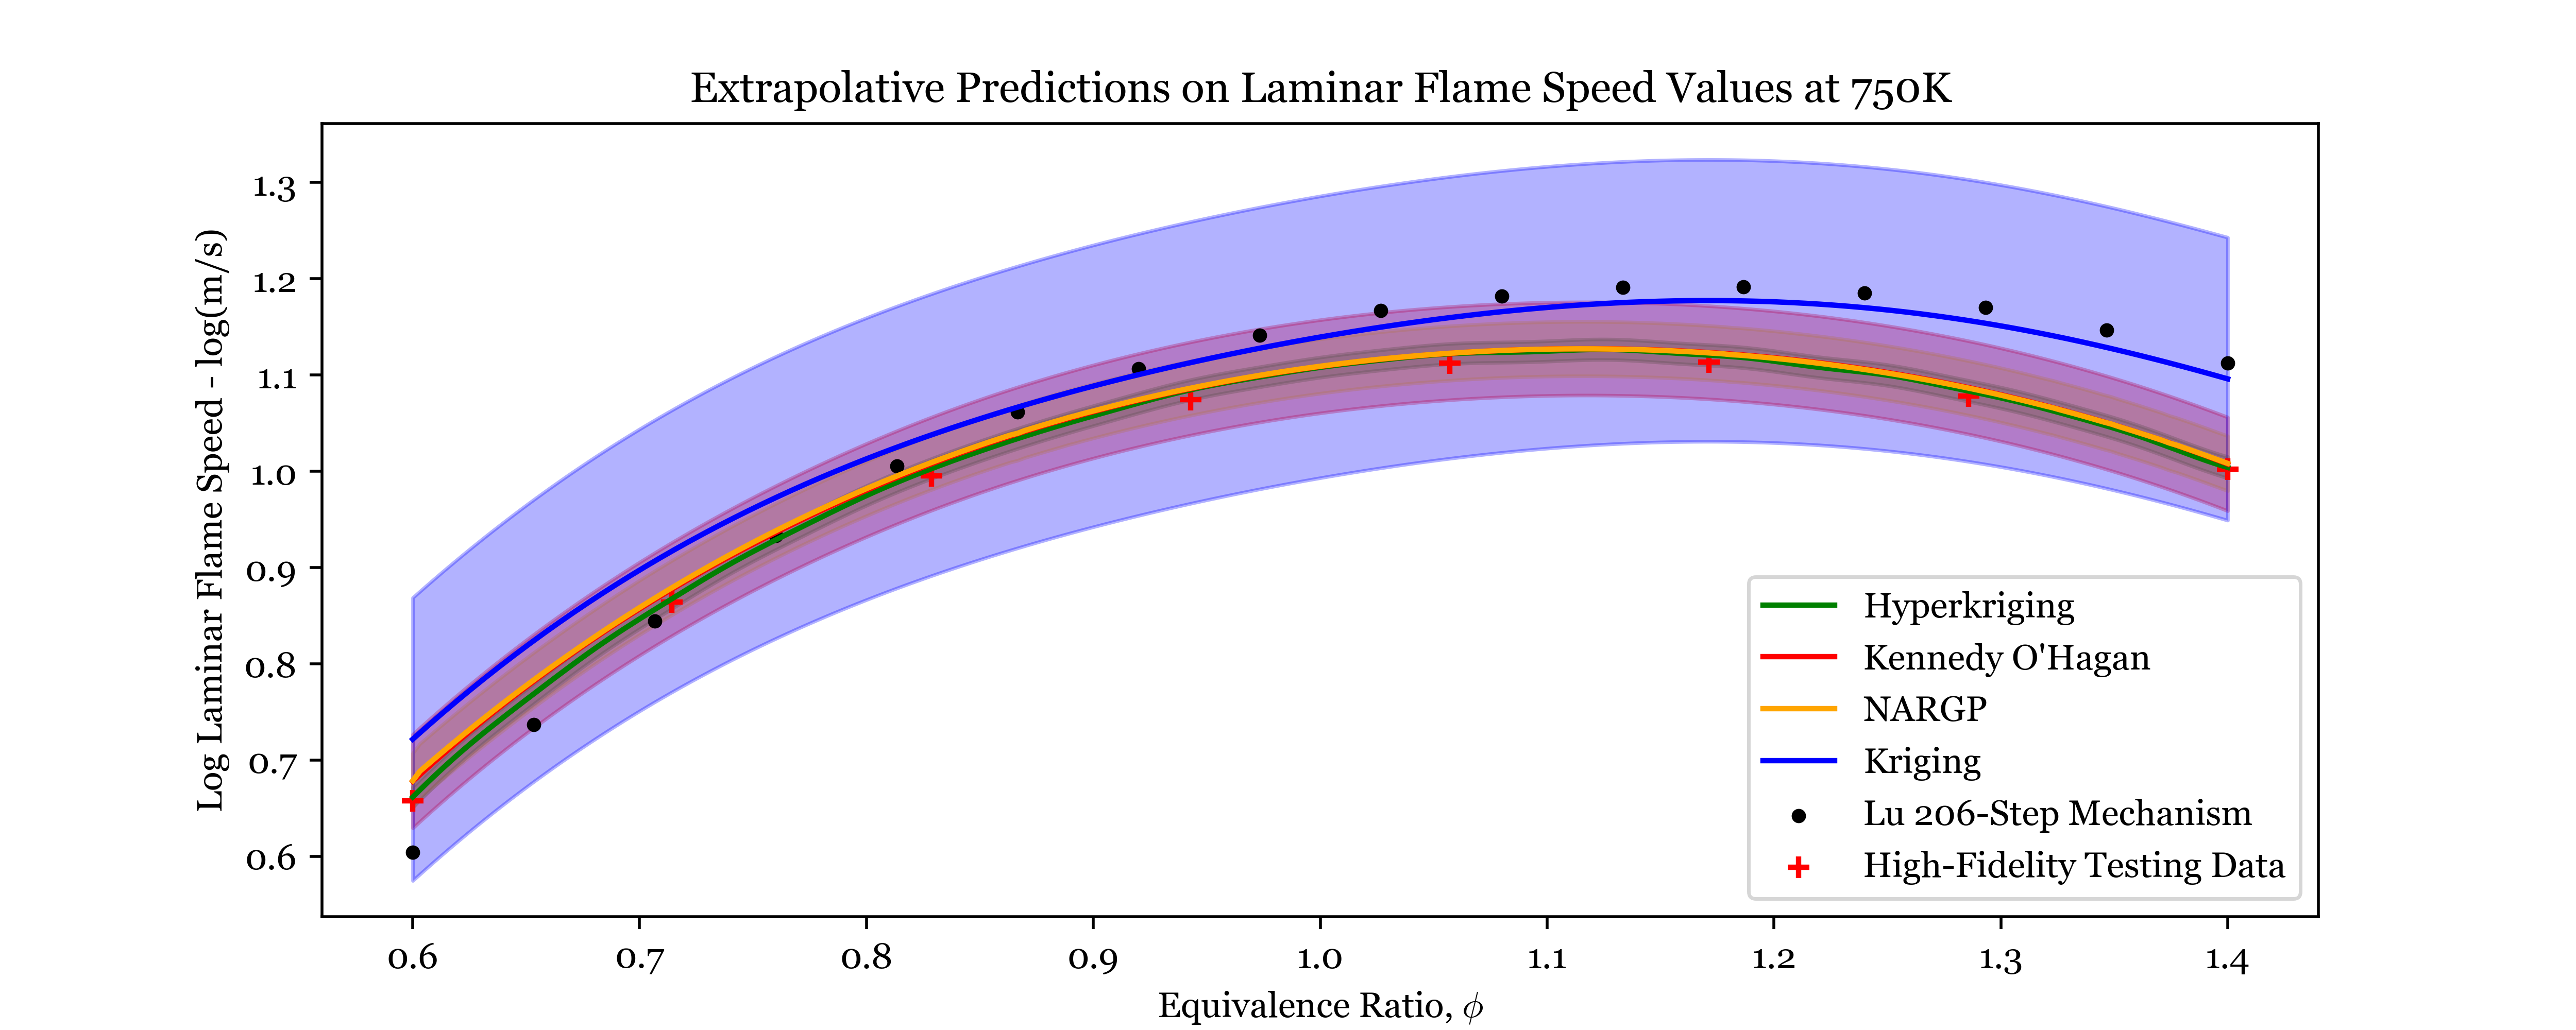 Extrapolative Predictions on Laminar Flame Speed Values at 750K
Log Laminar Flame Speed - log(m/s)
1.3
1.2
1.1
1.0
0.9
0.8
0.7
0.6
0.6 0.7 0.8 0.9 1.0 1.1 1.2 1.3 1.4
Equivalence Ratio, ϕ
Hyperkriging
Kennedy O'Hagan
NARGP
Kriging
Lu 206-Step Mechanism
High-Fidelity Testing Data